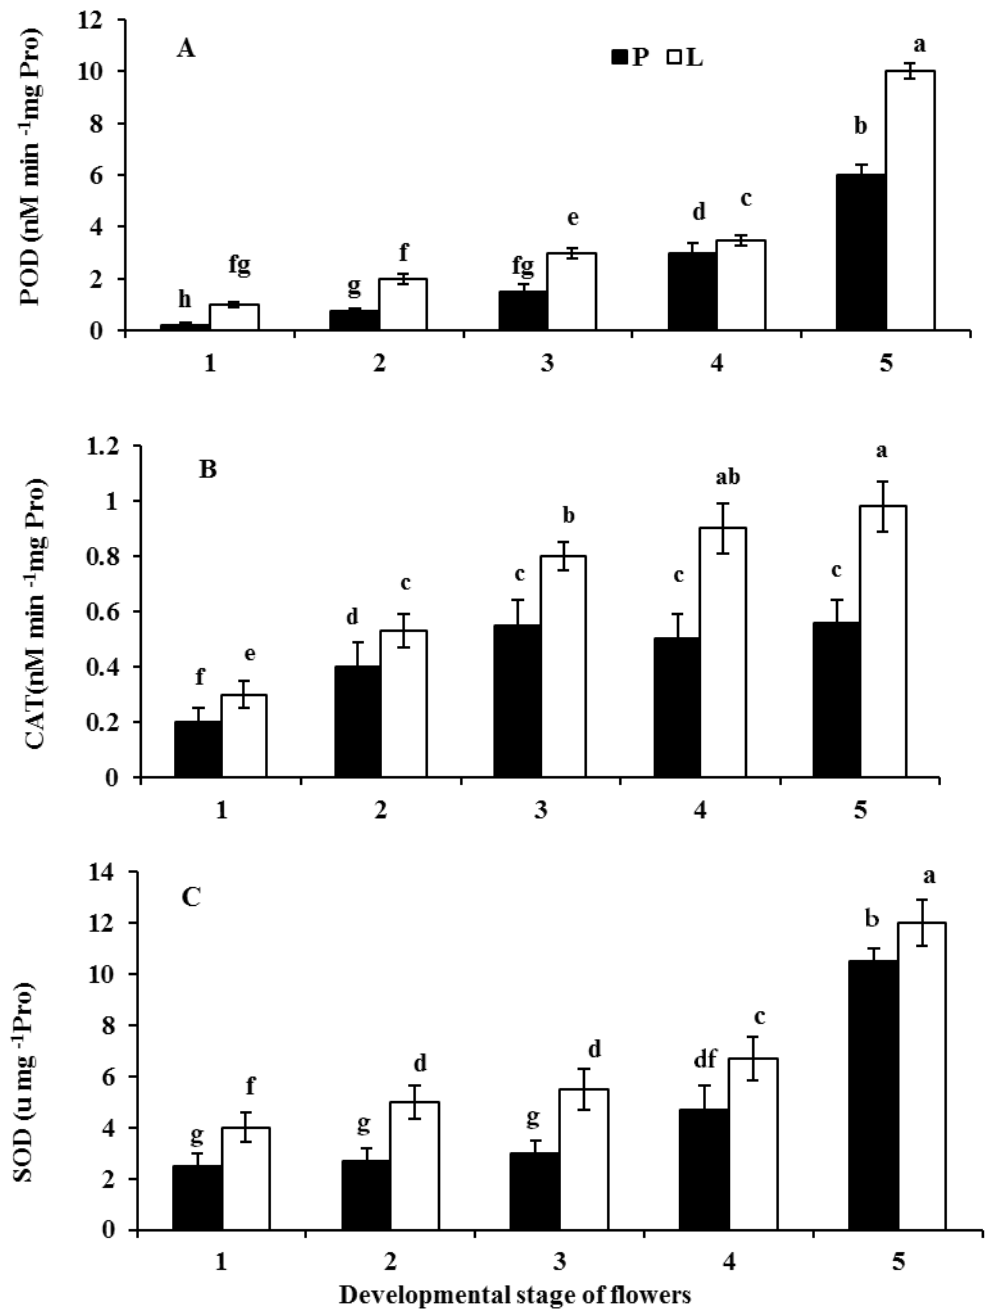 12
A
P L
a
10
b
8
6
d c
e
4
fg f
fg
2
h g
0
1 2 3 4 5
POD (nM min -1mg Pro)
1.2
B
a
ab
1
b
0.8
c c c c
0.6
d
f e
0.4
0.2
0
1 2 3 4 5
CAT(nM min -1mg Pro)
14
C
a
b
12
10
c
8
d d df
f
6
g g g
4
2
0
1 2 3 4 5
SOD (u mg -1Pro)
Developmental stage of flowers